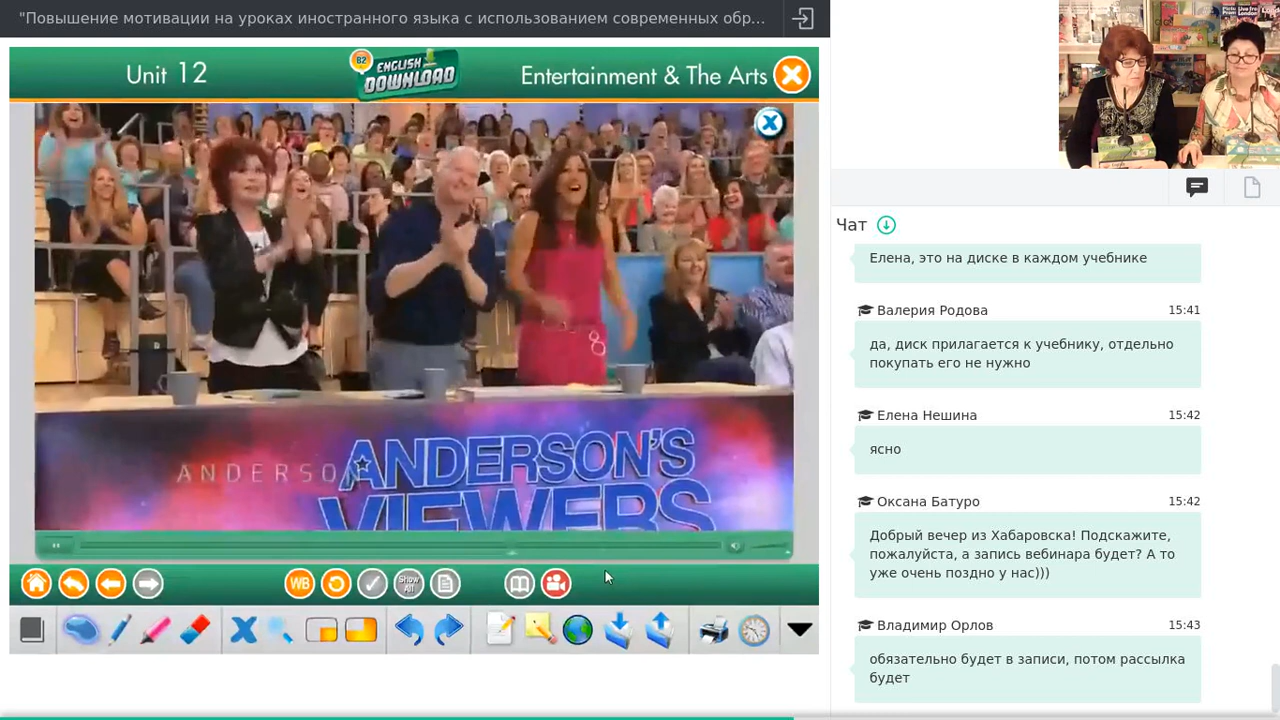 "Повышение мотивации на уроках иностранного языка с использованием современных обр...
Unit 12
B2
ENGLISH
DOWNLOAD
Entertainment & The Arts
ANDERSON
ANDERSON'S
VIEWERS
WB
Show
All
Чат
Елена, это на диске в каждом учебнике
Валерия Родова
15:41
да, диск прилагается к учебнику, отдельно
покупать его не нужно
Елена Нешина
15:42
ясно
Оксана Батуро
15:42
Добрый вечер из Хабаровска! Подскажите,
пожалуйста, а запись вебинара будет? А то
уже очень поздно у нас)))
Владимир Орлов
15:43
обязательно будет в записи, потом рассылка
будет